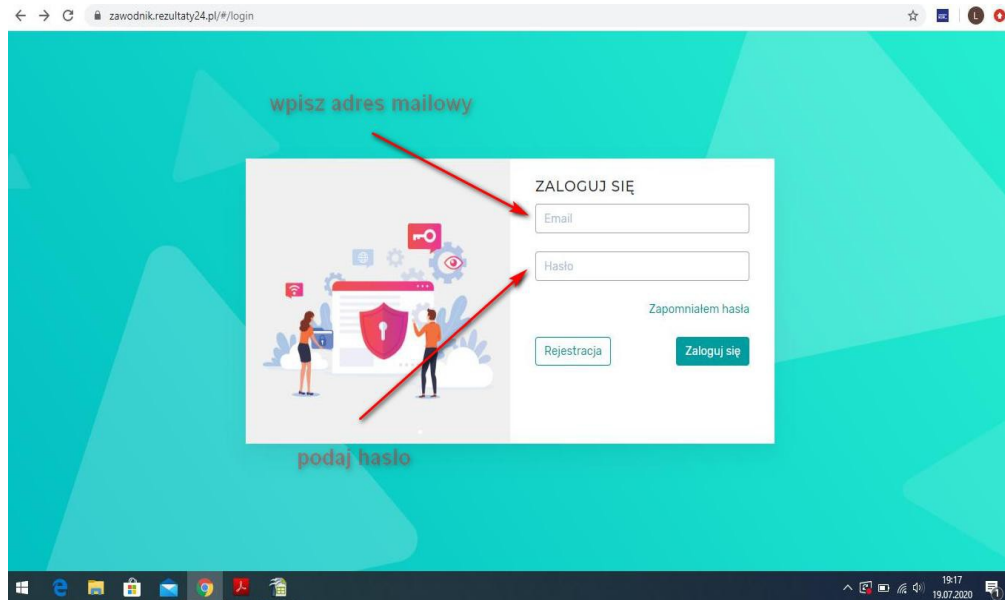 zawodnik.rezultaty24.pl/#/login
L
wpisz adres mailowy
ZALOGUJ SIĘ
Email
Hasło
Zapomniałem hasła
Rejestracja
Zaloguj się
podaj hasło
19:17
19.07.2020